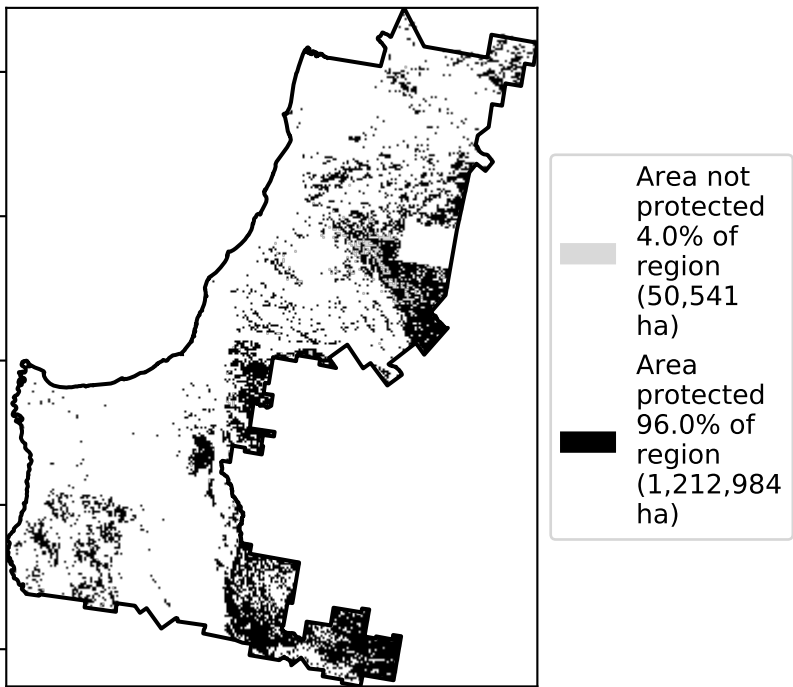 Area not
protected
4.0% of
region
(50,541
ha)
Area
protected
96.0% of
region
(1,212,984
ha)